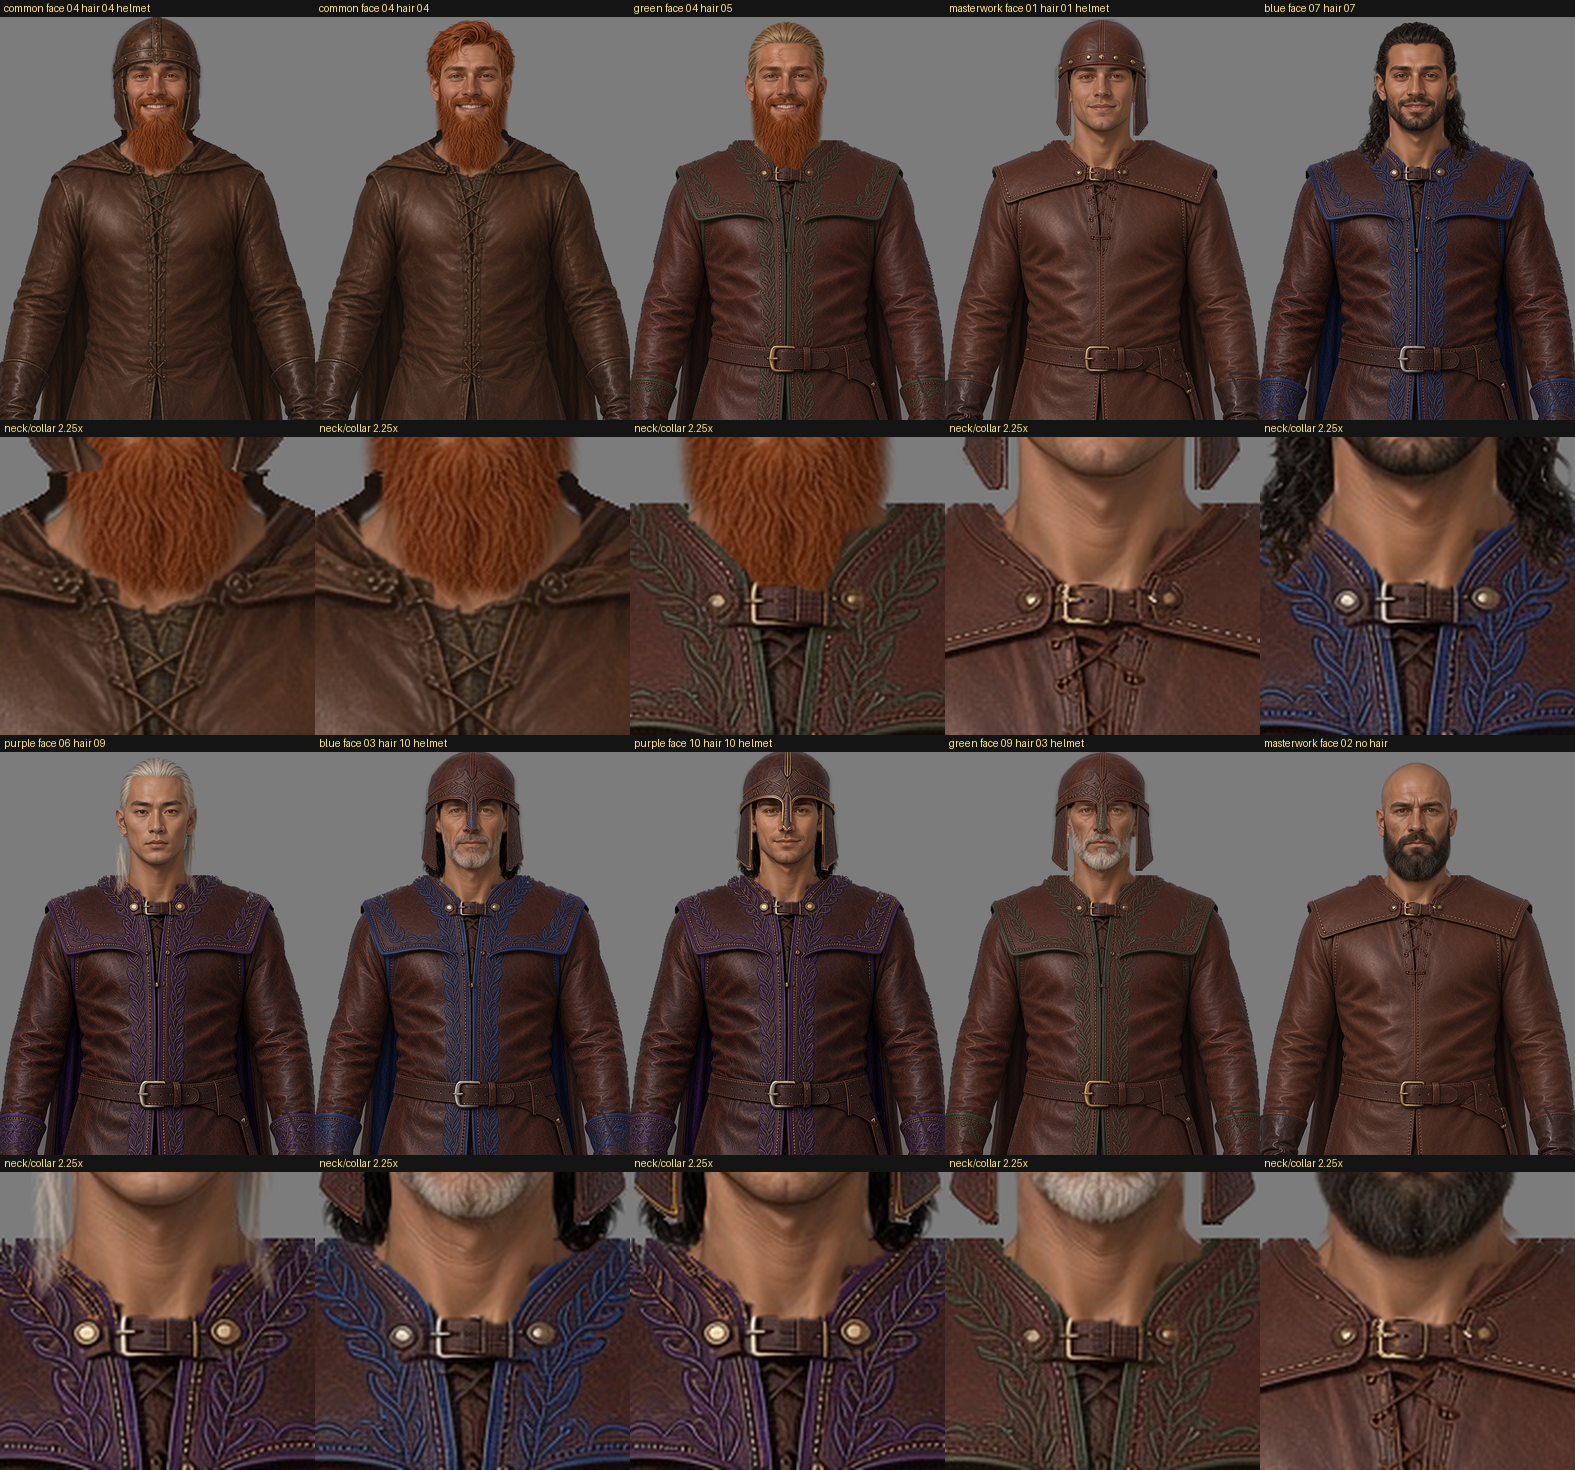 common face 04 hair 04 helmet
common face 04 hair 04
green face 04 hair 05
masterwork face 01 hair 01 helmet
blue face 07 hair 07
neck/collar 2.25x
neck/collar 2.25x
neck/collar 2.25x
neck/collar 2.25x
neck/collar 2.25x
purple face 06 hair 09
blue face 03 hair 10 helmet
purple face 10 hair 10 helmet
green face 09 hair 03 helmet
masterwork face 02 no hair
neck/collar 2.25x
neck/collar 2.25x
neck/collar 2.25x
neck/collar 2.25x
neck/collar 2.25x